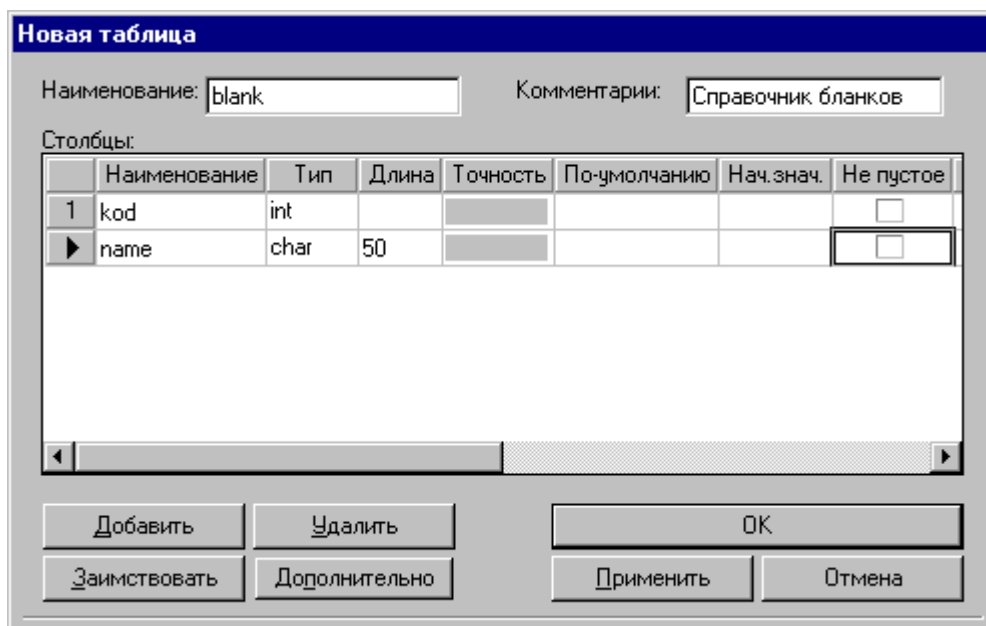 Новая таблица
Наименование: blank Комментарии: Справочник бланков
Столбцы:
Наименование Тип Длина Точность По-умолчанию Нач.знач. Не пустое
1 kod int
name char 50
Добавить Удалить OK
Заимствовать Дополнительно Применить Отмена